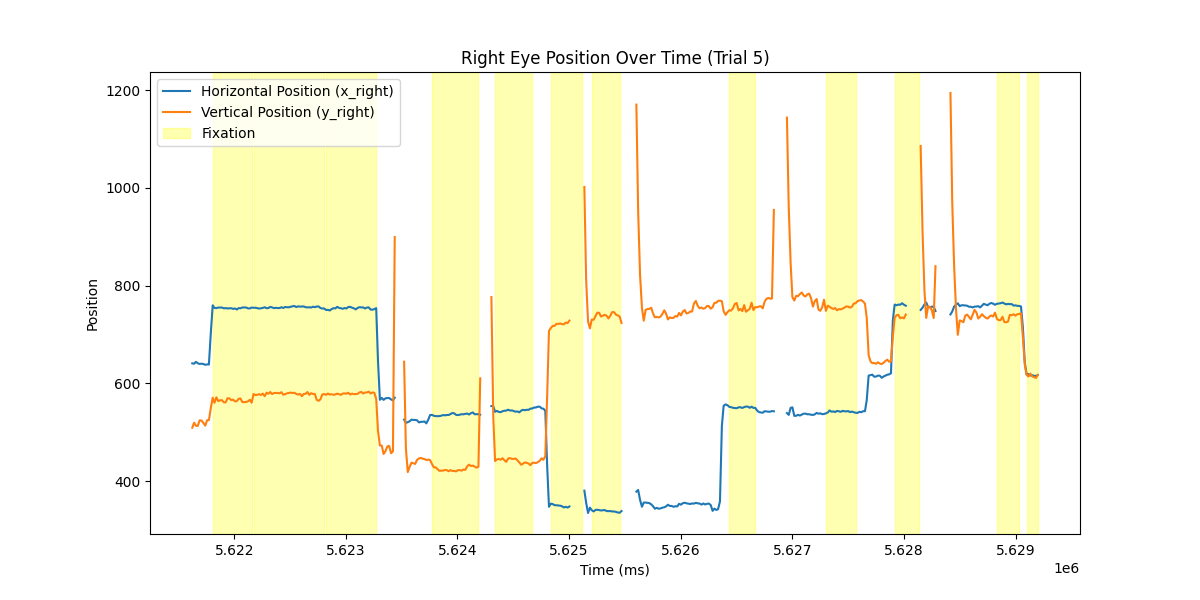 Right Eye Position Over Time (Trial 5)
Horizontal Position (x_right)
Vertical Position (y_right)
Fixation
1200
1000
800
600
400
Position
5.622 5.623 5.624 5.625 5.626 5.627 5.628 5.629
1e6
Time (ms)